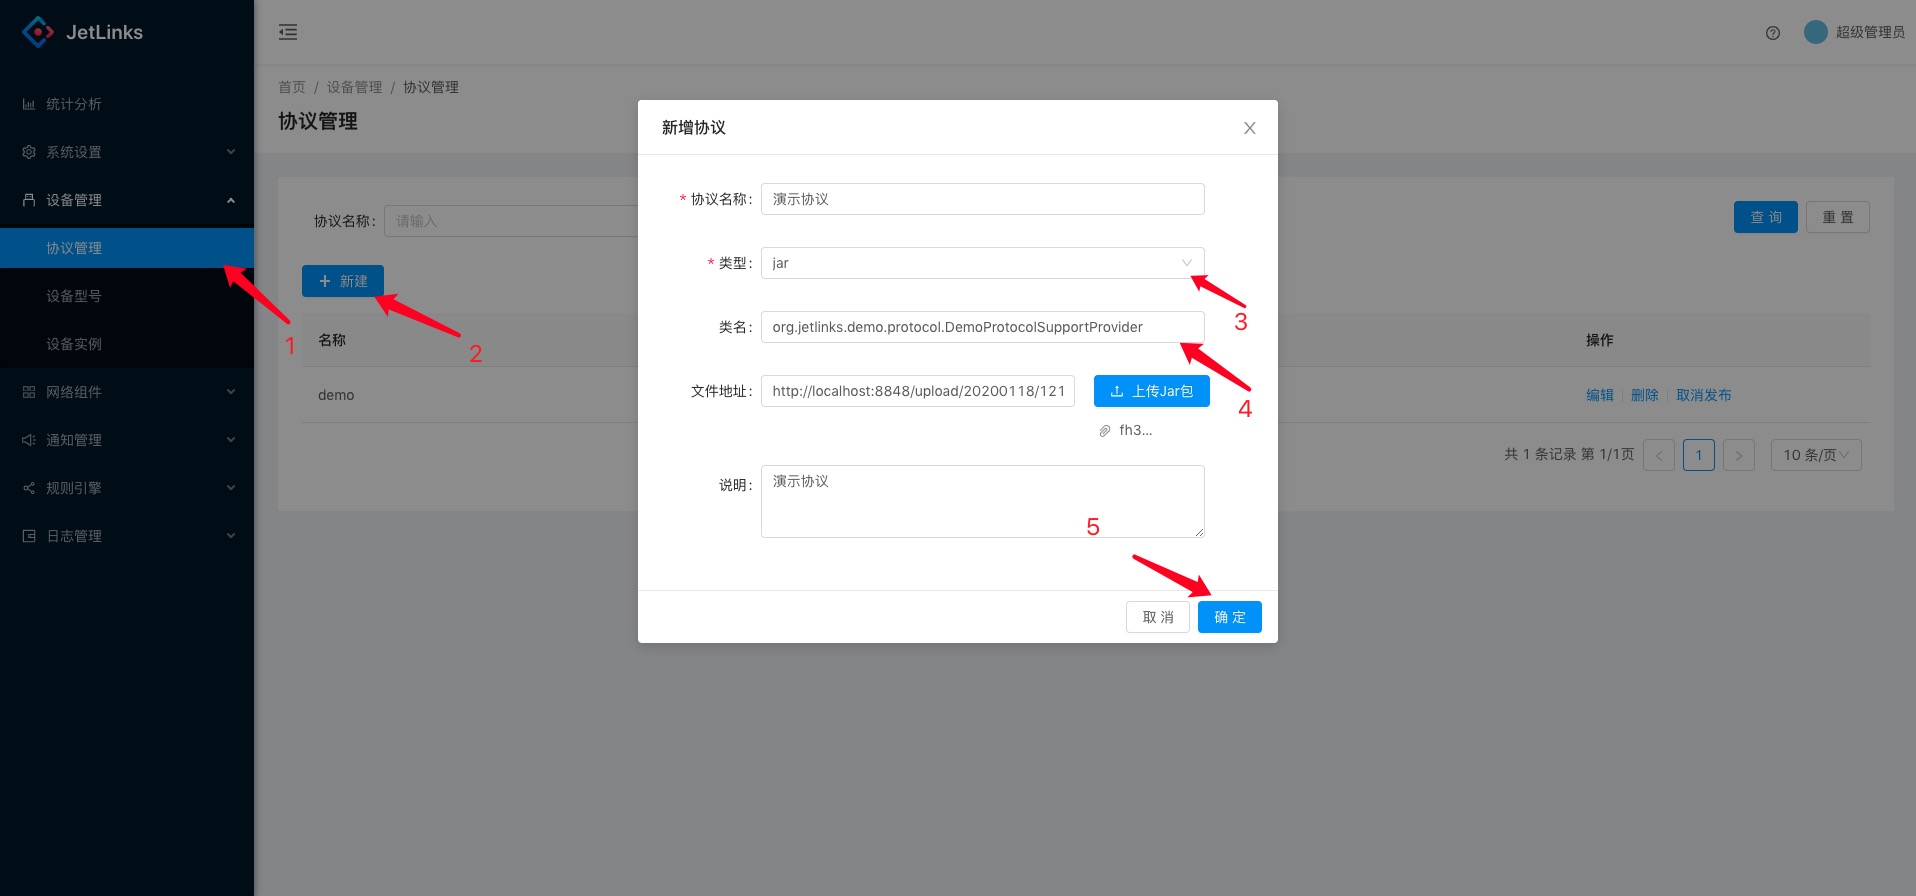 JetLinks
超级管理员
统计分析
系统设置
设备管理
协议管理
设备型号
设备实例
网络组件
通知管理
规则引擎
日志管理
首页 / 设备管理 / 协议管理
协议管理
协议名称: 请输入
查 询 重 置
+ 新建
名称 操作
demo 编辑 删除 取消发布
共 1 条记录 第 1/1页 < 1 > 10 条/页
新增协议
* 协议名称: 演示协议
* 类型: jar
类名: org.jetlinks.demo.protocol.DemoProtocolSupportProvider
文件地址: http://localhost:8848/upload/20200118/121 上传Jar包
fh3...
说明: 演示协议
取 消 确 定
1
2
3
4
5